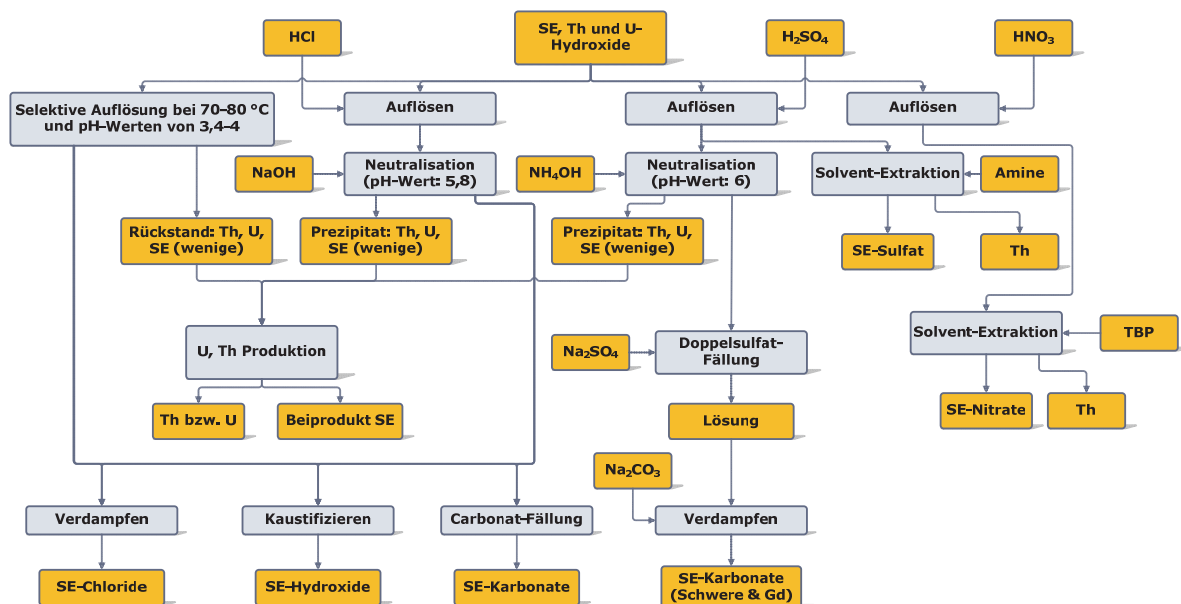 HCl
SE, Th und U-
Hydroxide
H₂SO₄
HNO₃
Selektive Auflösung bei 70–80 °C
und pH-Werten von 3,4–4
Auflösen
Auflösen
Auflösen
NaOH
Neutralisation
(pH-Wert: 5,8)
NH₄OH
Neutralisation
(pH-Wert: 6)
Solvent-Extraktion
Amine
Rückstand: Th, U,
SE (wenige)
Prezipitat: Th, U,
SE (wenige)
Prezipitat: Th, U,
SE (wenige)
SE-Sulfat
Th
U, Th Produktion
Na₂SO₄
Doppelsulfat-
Fällung
Solvent-Extraktion
TBP
Th bzw. U
Beiprodukt SE
Lösung
SE-Nitrate
Th
Na₂CO₃
Verdampfen
Kaustifizieren
Carbonat-Fällung
Verdampfen
SE-Chloride
SE-Hydroxide
SE-Karbonate
SE-Karbonate
(Schwere & Gd)